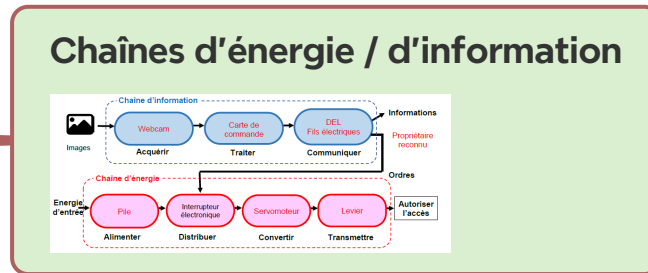 Chaînes d'énergie / d'information
Chaine d'information
Images
Webcam
Acquérir
Carte de
commande
Traiter
DEL
Fils électriques
Communiquer
Informations
Propriétaire
reconnu
Ordres
Chaine d'énergie
Energie
d'entrée
Pile
Alimenter
Interrupteur
électronique
Distribuer
Servomoteur
Convertir
Levier
Transmettre
Autoriser
l'accès